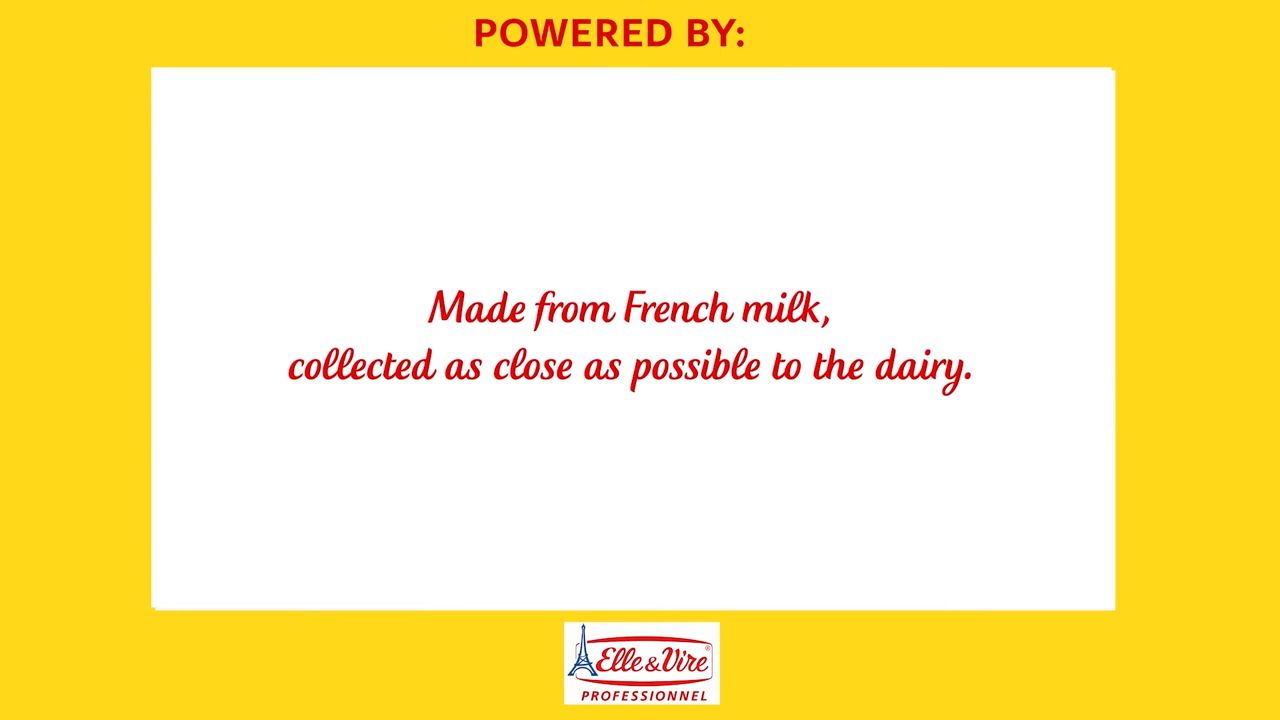 POWERED BY:
Made from French milk,
collected as close as possible to the dairy.
Elle & Vire®
PROFESSIONNEL